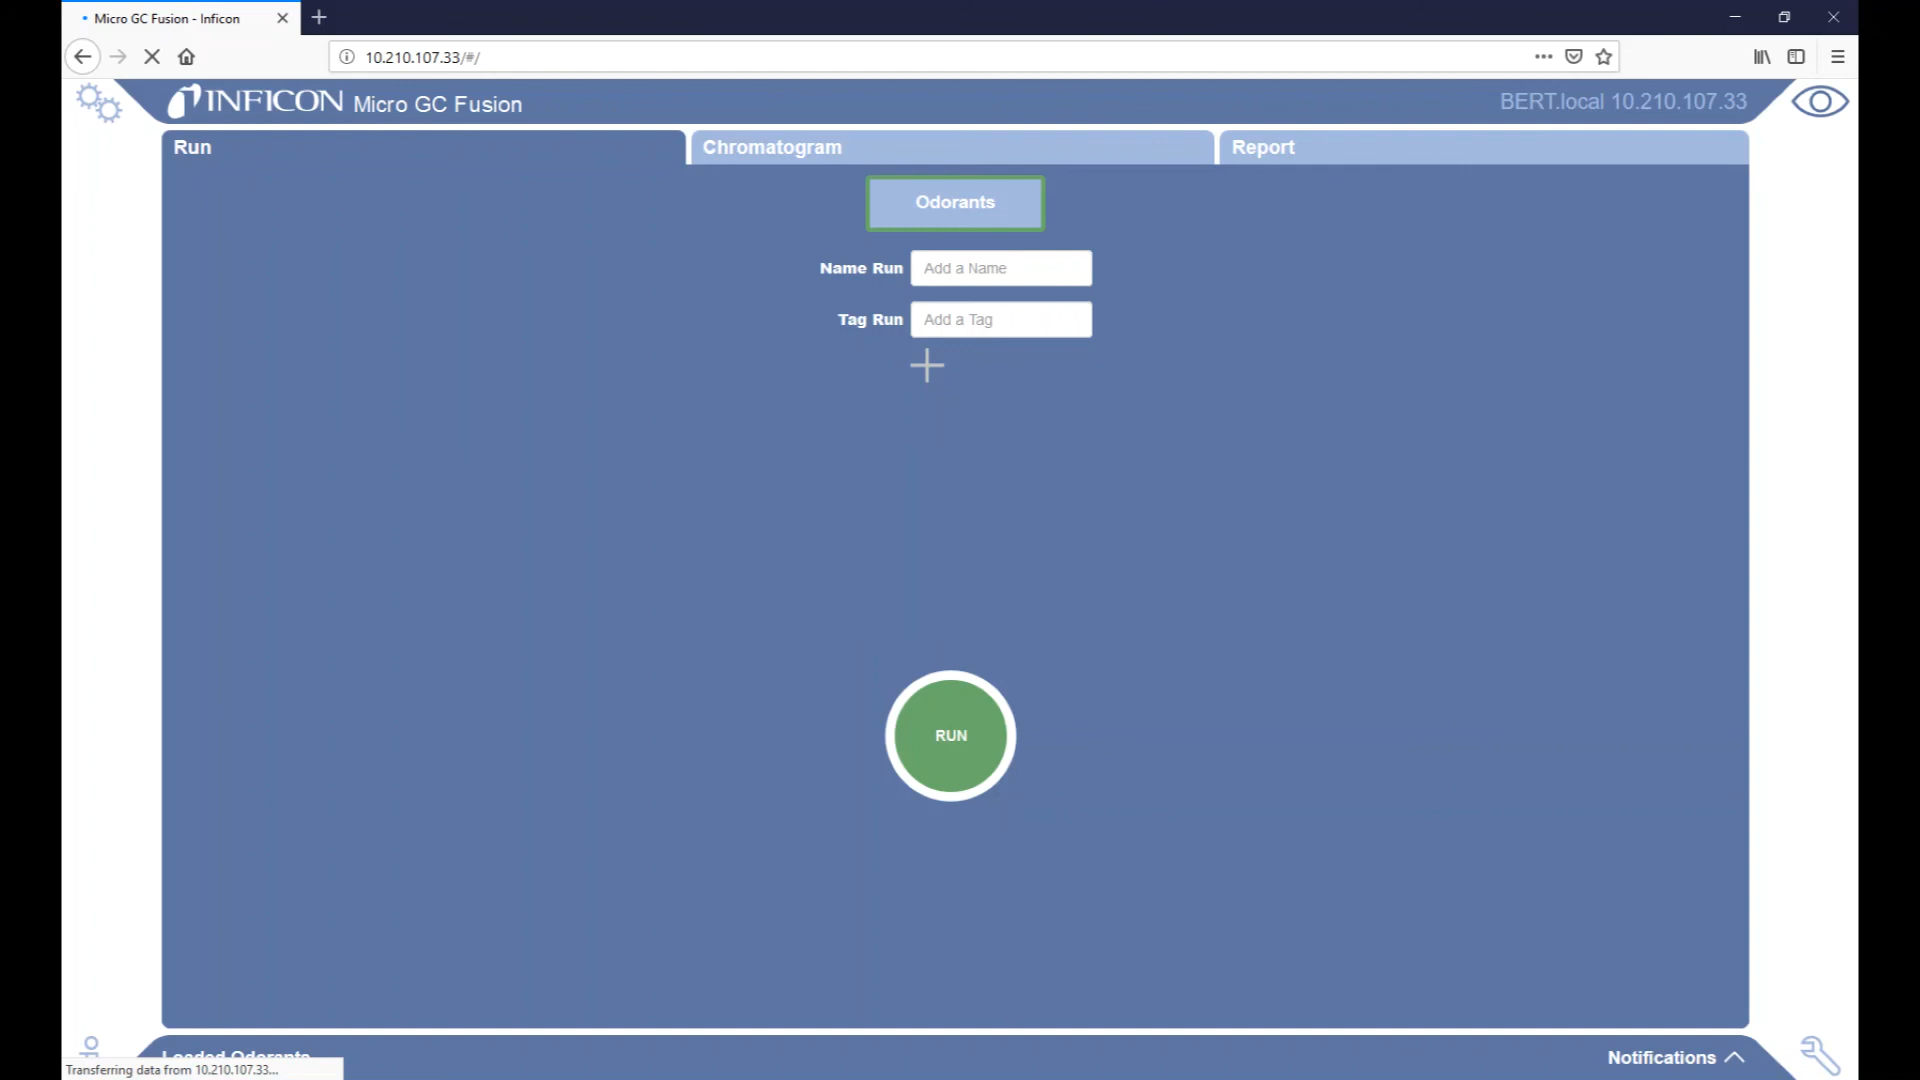 Micro GC Fusion - Inficon
10.210.107.33/#/
INFICON Micro GC Fusion
BERT.local 10.210.107.33
Run
Chromatogram
Report
Odorants
Name Run
Add a Name
Tag Run
Add a Tag
RUN
Loaded Odorants
Notifications
Transferring data from 10.210.107.33...